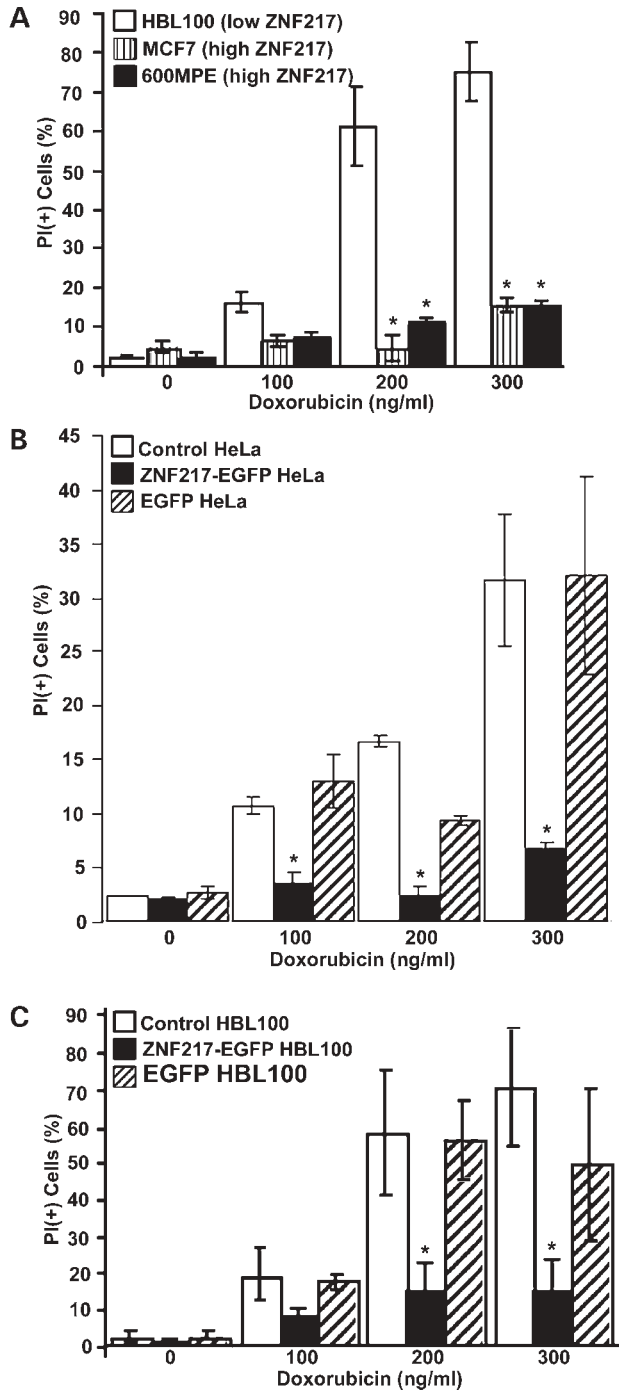 A
90
80
70
60
50
40
30
20
10
0
PI(+) Cells (%)
HBL100 (low ZNF217)
MCF7 (high ZNF217)
600MPE (high ZNF217)
* * * *
0 100 200 300
Doxorubicin (ng/ml)
B
45
40
35
30
25
20
15
10
5
0
PI(+) Cells (%)
Control HeLa
ZNF217-EGFP HeLa
EGFP HeLa
* * *
0 100 200 300
Doxorubicin (ng/ml)
C
90
80
70
60
50
40
30
20
10
0
PI(+) Cells (%)
Control HBL100
ZNF217-EGFP HBL100
EGFP HBL100
* *
0 100 200 300
Doxorubicin (ng/ml)